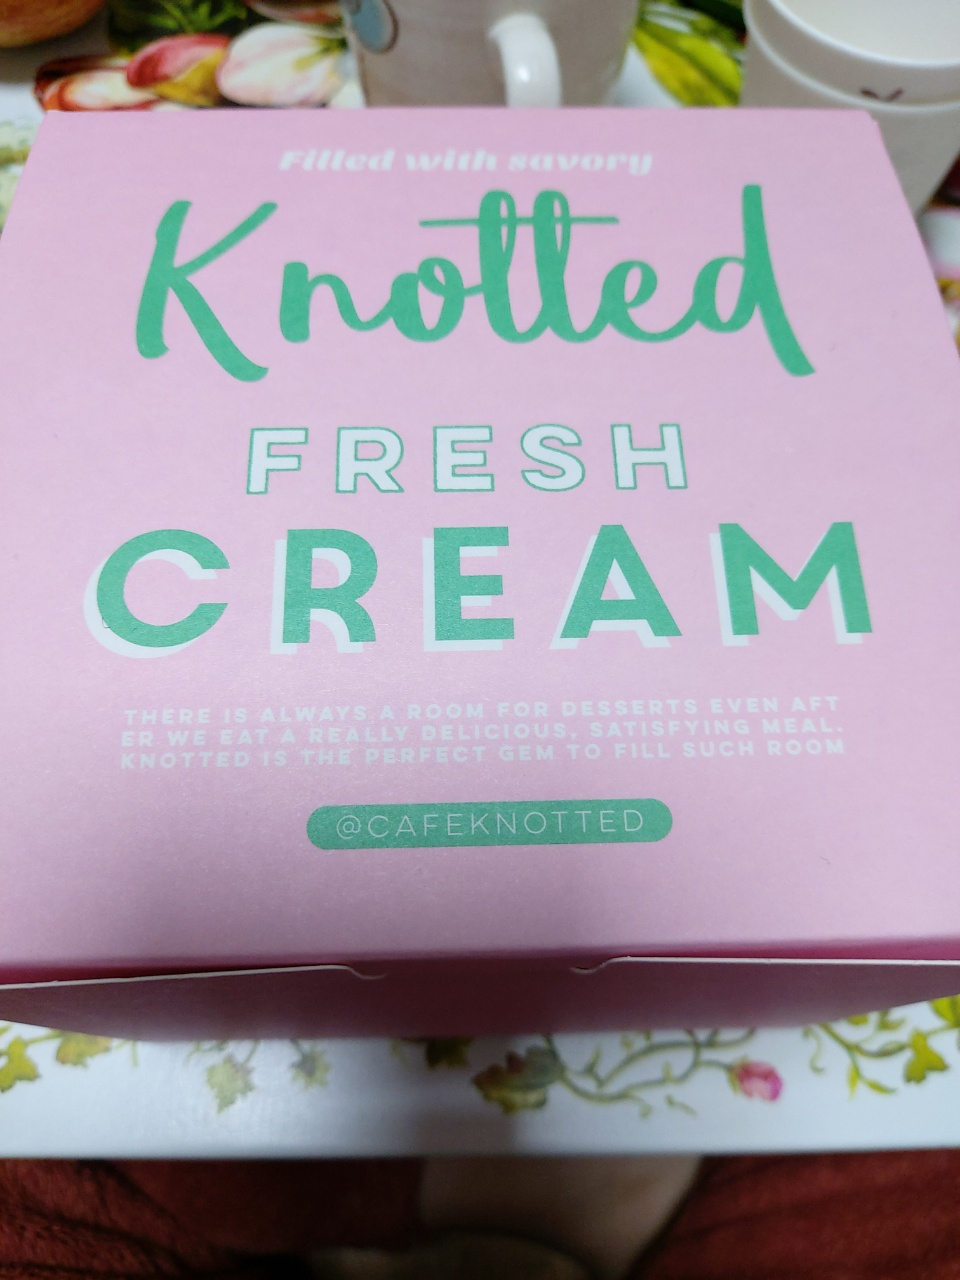 Filled with savory
Knotted
FRESH
CREAM
THERE IS ALWAYS A ROOM FOR DESSERTS EVEN AFT
ER WE EAT A REALLY DELICIOUS, SATISFYING MEAL.
KNOTTED IS THE PERFECT GEM TO FILL SUCH ROOM
@CAFEKNOTTED